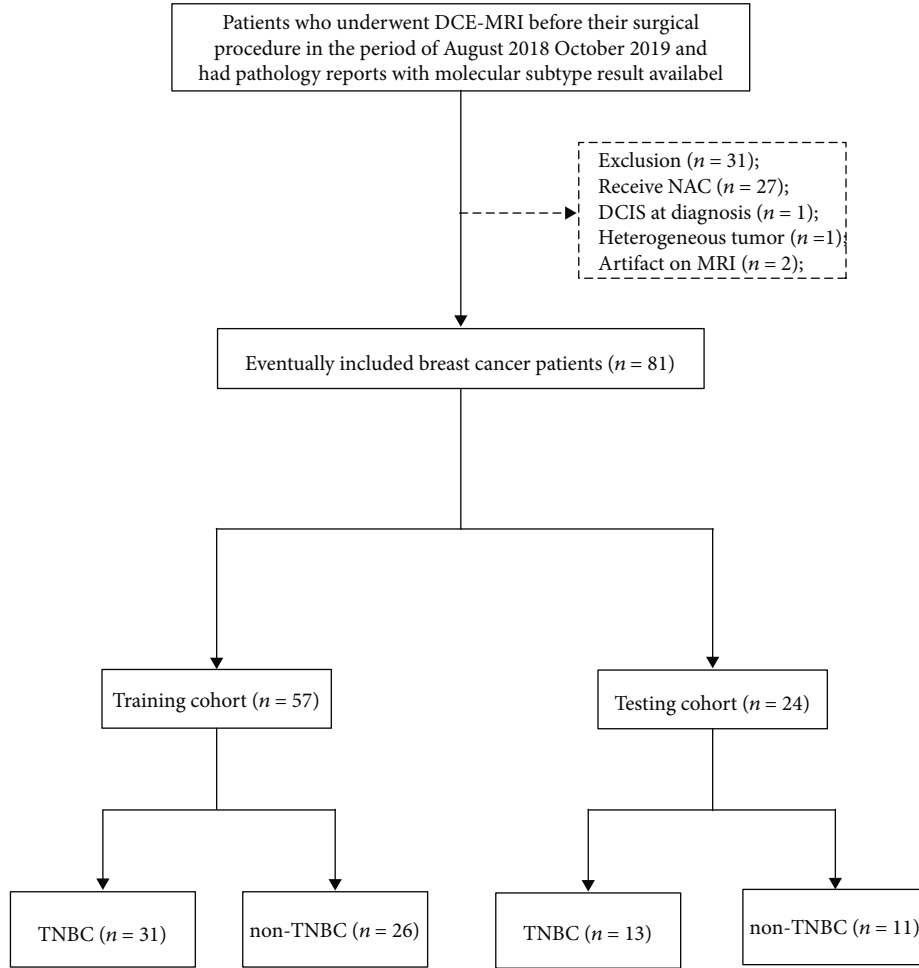 Patients who underwent DCE-MRI before their surgical
procedure in the period of August 2018 October 2019 and
had pathology reports with molecular subtype result availabel
Exclusion (n = 31);
Receive NAC (n = 27);
DCIS at diagnosis (n = 1);
Heterogeneous tumor (n =1);
Artifact on MRI (n = 2);
Eventually included breast cancer patients (n = 81)
Training cohort (n = 57)
Testing cohort (n = 24)
TNBC (n = 31)
non-TNBC (n = 26)
TNBC (n = 13)
non-TNBC (n = 11)